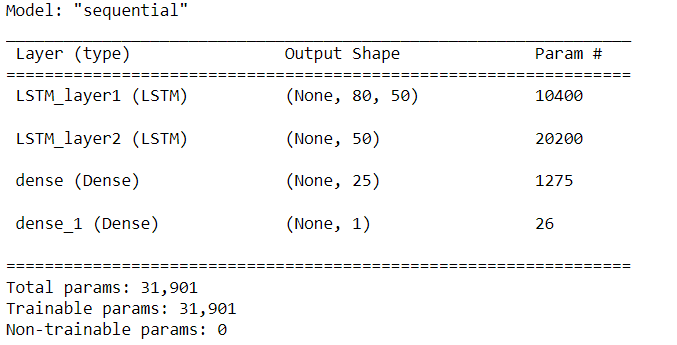 Model: "sequential"
_________________________________________________________________
Layer (type) Output Shape Param #
=================================================================
LSTM_layer1 (LSTM) (None, 80, 50) 10400
LSTM_layer2 (LSTM) (None, 50) 20200
dense (Dense) (None, 25) 1275
dense_1 (Dense) (None, 1) 26
=================================================================
Total params: 31,901
Trainable params: 31,901
Non-trainable params: 0